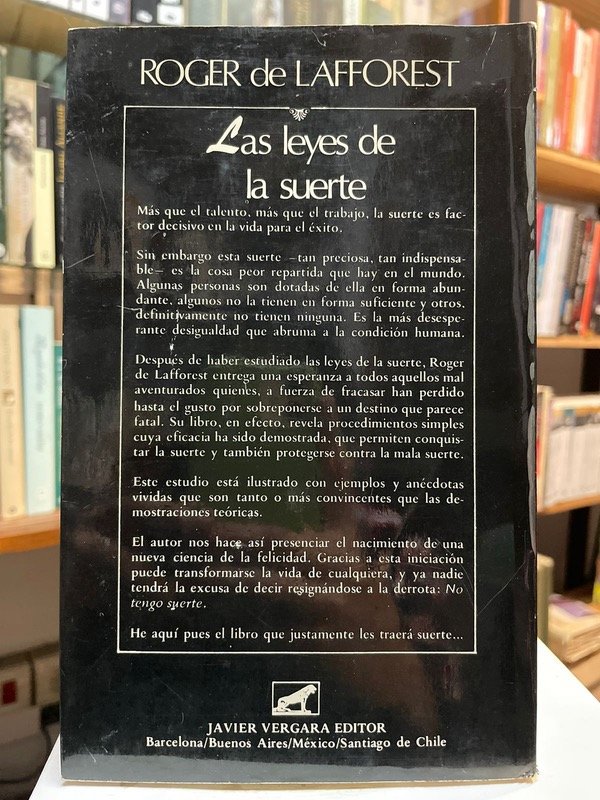 ROGER de LAFFOREST
Las leyes de
la suerte
Más que el talento, más que el trabajo, la suerte es fac-
tor decisivo en la vida para el éxito.
Sin embargo esta suerte —tan preciosa, tan indispensa-
ble— es la cosa peor repartida que hay en el mundo.
Algunas personas son dotadas de ella en forma abun-
dante, algunos no la tienen en forma suficiente y otros,
definitivamente no tienen ninguna. Es la más desespe-
rante desigualdad que abruma a la condición humana.
Después de haber estudiado las leyes de la suerte, Roger
de Lafforest entrega una esperanza a todos aquellos mal
aventurados quienes, a fuerza de fracasar han perdido
hasta el gusto por sobreponerse a un destino que parece
fatal. Su libro, en efecto, revela procedimientos simples
cuya eficacia ha sido demostrada, que permiten conquis-
tar la suerte y también protegerse contra la mala suerte.
Este estudio está ilustrado con ejemplos y anécdotas
vividas que son tanto o más convincentes que las de-
mostraciones teóricas.
El autor nos hace así presenciar el nacimiento de una
nueva ciencia de la felicidad. Gracias a esta iniciación
puede transformarse la vida de cualquiera, y ya nadie
tendrá la excusa de decir resignándose a la derrota: No
tengo suerte.
He aquí pues el libro que justamente les traerá suerte...
JAVIER VERGARA EDITOR
Barcelona/Buenos Aires/México/Santiago de Chile